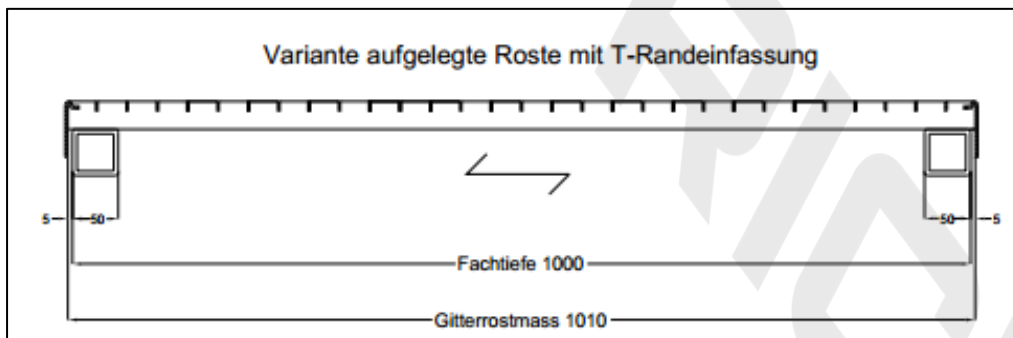 Variante aufgelegte Roste mit T-Randeinfassung
5 50 50 5
Fachtiefe 1000
Gitterrostmass 1010